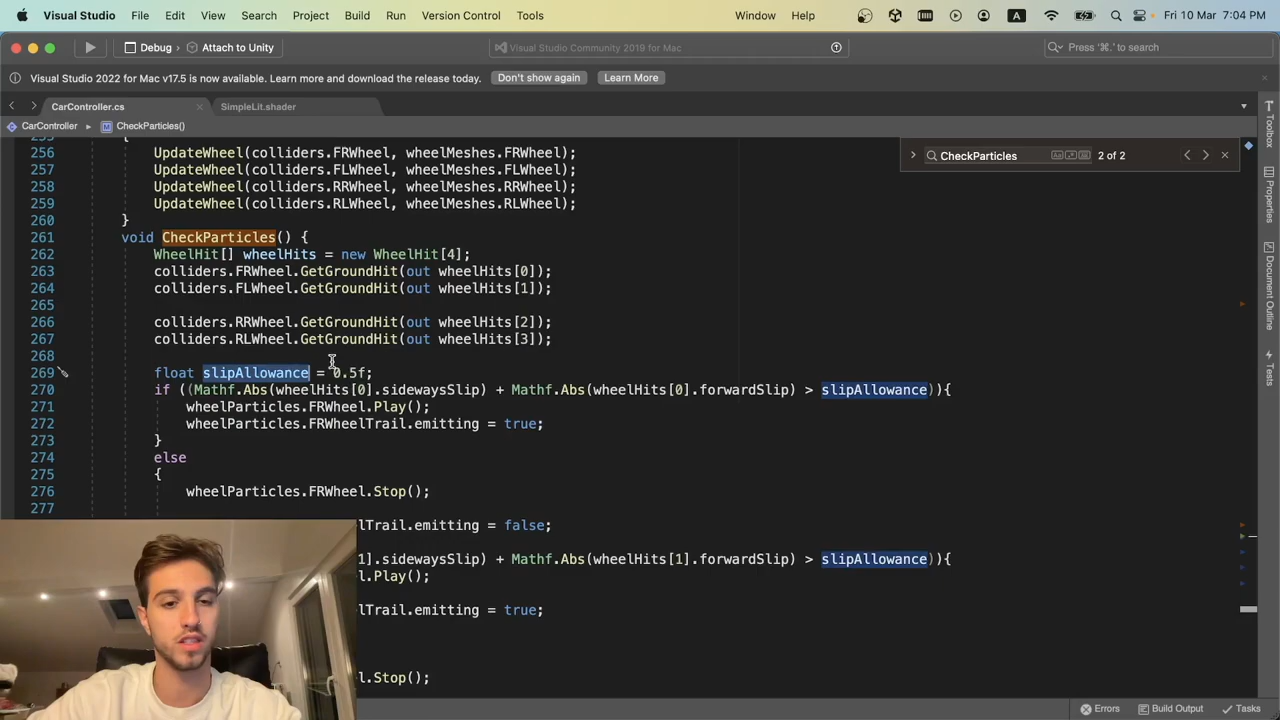 Visual Studio File Edit View Search Project Build Run Version Control Tools Window Help A Fri 10 Mar 7:04 PM
Debug Attach to Unity Visual Studio Community 2019 for Mac Press '⌘.' to search
Visual Studio 2022 for Mac v17.5 is now available. Learn more and download the release today. Don't show again Learn More
CarController.cs SimpleLit.shader
CarController CheckParticles()
CheckParticles 2 of 2
255 {
256 UpdateWheel(colliders.FRWheel, wheelMeshes.FRWheel);
257 UpdateWheel(colliders.FLWheel, wheelMeshes.FLWheel);
258 UpdateWheel(colliders.RRWheel, wheelMeshes.RRWheel);
259 UpdateWheel(colliders.RLWheel, wheelMeshes.RLWheel);
260 }
261 void CheckParticles() {
262 WheelHit[] wheelHits = new WheelHit[4];
263 colliders.FRWheel.GetGroundHit(out wheelHits[0]);
264 colliders.FLWheel.GetGroundHit(out wheelHits[1]);
265
266 colliders.RRWheel.GetGroundHit(out wheelHits[2]);
267 colliders.RLWheel.GetGroundHit(out wheelHits[3]);
268
269 float slipAllowance = 0.5f;
270 if ((Mathf.Abs(wheelHits[0].sidewaysSlip) + Mathf.Abs(wheelHits[0].forwardSlip) > slipAllowance)){
271 wheelParticles.FRWheel.Play();
272 wheelParticles.FRWheelTrail.emitting = true;
273 }
274 else
275 {
276 wheelParticles.FRWheel.Stop();
277
elTrail.emitting = false;
1].sidewaysSlip) + Mathf.Abs(wheelHits[1].forwardSlip) > slipAllowance)){
l.Play();
elTrail.emitting = true;
l.Stop();
Toolbox
Properties
Document Outline
Tests
Errors Build Output Tasks